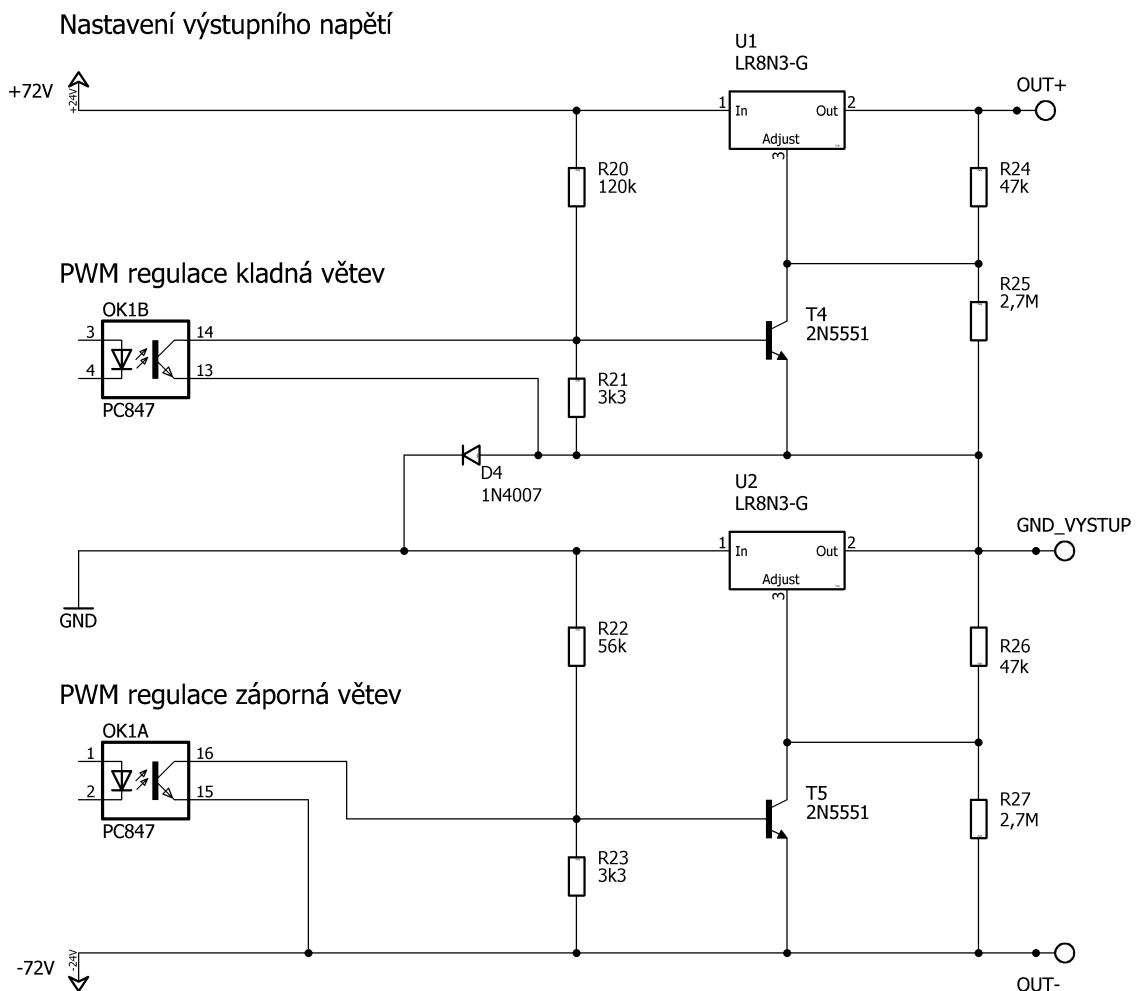 Nastavení výstupního napětí
U1
LR8N3-G
+72V
+24V
OUT+
1
In
Out
2
Adjust
3
R20
120k
R24
47k
PWM regulace kladná větev
OK1B
3
14
4
13
PC847
R25
2,7M
T4
2N5551
R21
3k3
D4
1N4007
U2
LR8N3-G
GND_VYSTUP
1
In
Out
2
Adjust
3
GND
R22
56k
R26
47k
PWM regulace záporná větev
OK1A
1
16
2
15
PC847
T5
2N5551
R27
2,7M
R23
3k3
-72V
-24V
OUT-